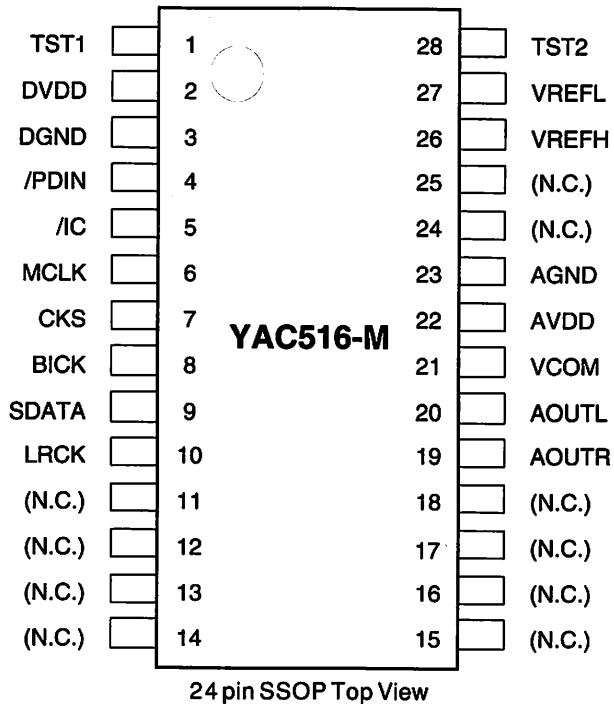 TST1 1 28 TST2
DVDD 2 27 VREFL
DGND 3 26 VREFH
/PDIN 4 25 (N.C.)
/IC 5 24 (N.C.)
MCLK 6 23 AGND
CKS 7 22 AVDD
YAC516-M
BICK 8 21 VCOM
SDATA 9 20 AOUTL
LRCK 10 19 AOUTR
(N.C.) 11 18 (N.C.)
(N.C.) 12 17 (N.C.)
(N.C.) 13 16 (N.C.)
(N.C.) 14 15 (N.C.)
24 pin SSOP Top View